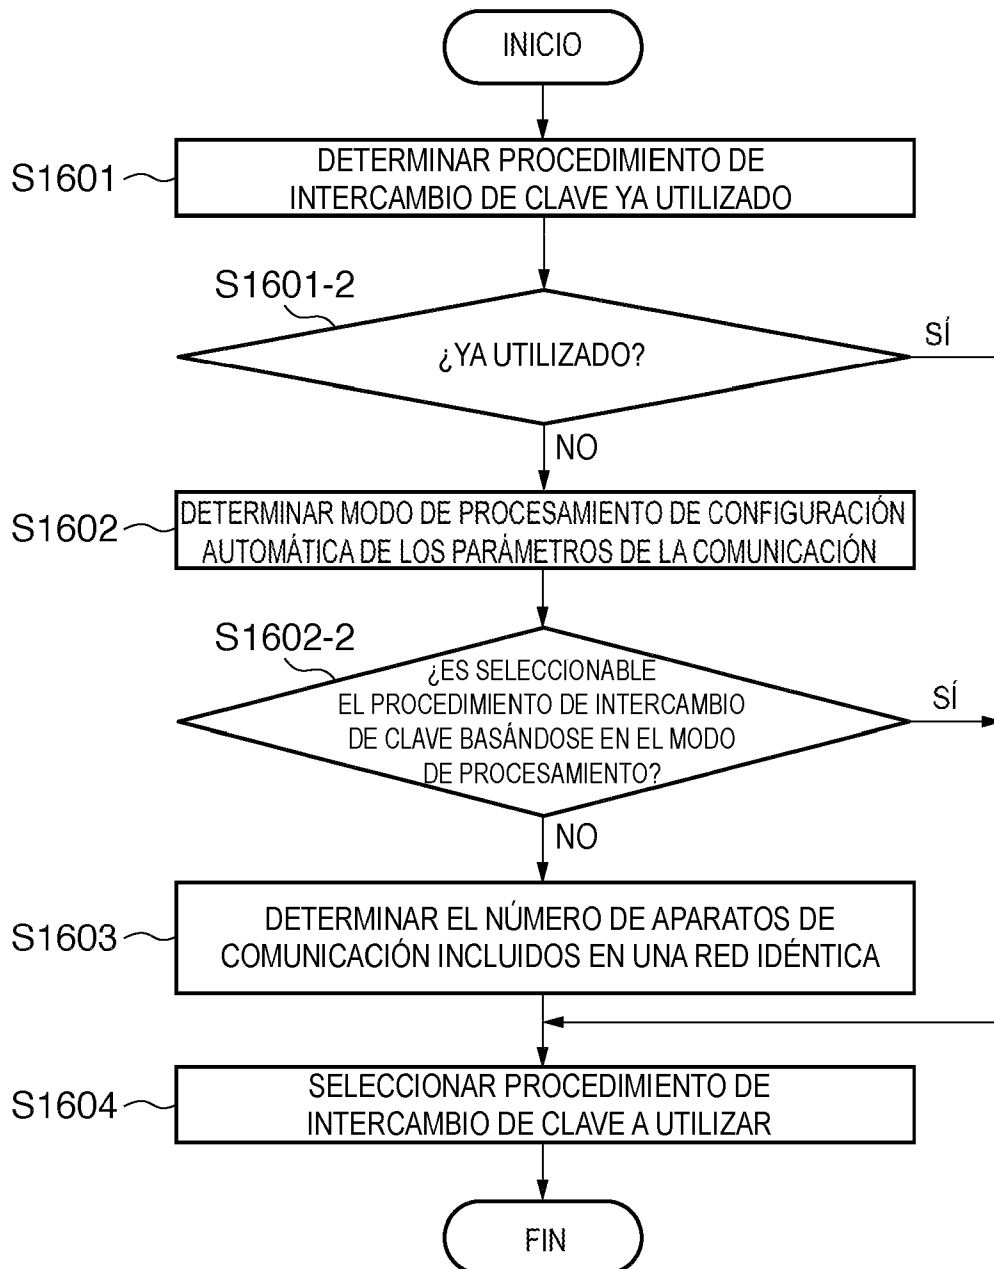 INICIO
S1601
DETERMINAR PROCEDIMIENTO DE
INTERCAMBIO DE CLAVE YA UTILIZADO
S1601-2
¿YA UTILIZADO?
SÍ
NO
S1602
DETERMINAR MODO DE PROCESAMIENTO DE CONFIGURACIÓN
AUTOMÁTICA DE LOS PARÁMETROS DE LA COMUNICACIÓN
S1602-2
¿ES SELECCIONABLE
EL PROCEDIMIENTO DE INTERCAMBIO
DE CLAVE BASÁNDOSE EN EL MODO
DE PROCESAMIENTO?
SÍ
NO
S1603
DETERMINAR EL NÚMERO DE APARATOS DE
COMUNICACIÓN INCLUIDOS EN UNA RED IDÉNTICA
S1604
SELECCIONAR PROCEDIMIENTO DE
INTERCAMBIO DE CLAVE A UTILIZAR
FIN